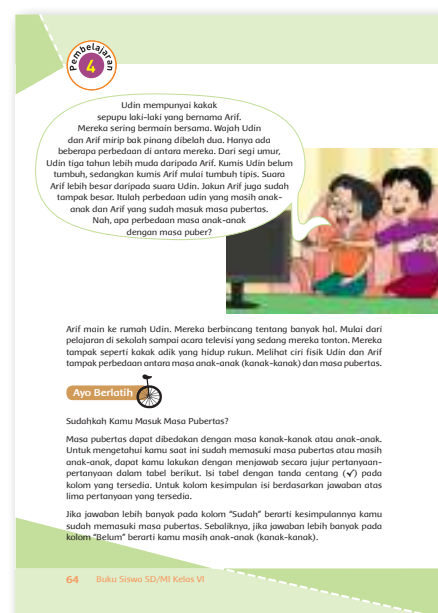 Pembelajaran
4
Udin mempunyai kakak
sepupu laki-laki yang bernama Arif.
Mereka sering bermain bersama. Wajah Udin
dan Arif mirip bak pinang dibelah dua. Hanya ada
beberapa perbedaan di antara mereka. Dari segi umur,
Udin tiga tahun lebih muda daripada Arif. Kumis Udin belum
tumbuh, sedangkan kumis Arif mulai tumbuh tipis. Suara
Arif lebih besar daripada suara Udin. Jakun Arif juga sudah
tampak besar. Itulah perbedaan udin yang masih anak-
anak dan Arif yang sudah masuk masa pubertas.
Nah, apa perbedaan masa anak-anak
dengan masa puber?
Arif main ke rumah Udin. Mereka berbincang tentang banyak hal. Mulai dari
pelajaran di sekolah sampai acara televisi yang sedang mereka tonton. Mereka
tampak seperti kakak adik yang hidup rukun. Melihat ciri fisik Udin dan Arif
tampak perbedaan antara masa anak-anak (kanak-kanak) dan masa pubertas.
Ayo Berlatih
Sudahkah Kamu Masuk Masa Pubertas?
Masa pubertas dapat dibedakan dengan masa kanak-kanak atau anak-anak.
Untuk mengetahui kamu saat ini sudah memasuki masa pubertas atau masih
anak-anak, dapat kamu lakukan dengan menjawab secara jujur pertanyaan-
pertanyaan dalam tabel berikut. Isi tabel dengan tanda centang (✓) pada
kolom yang tersedia. Untuk kolom kesimpulan isi berdasarkan jawaban atas
lima pertanyaan yang tersedia.
Jika jawaban lebih banyak pada kolom "Sudah" berarti kesimpulannya kamu
sudah memasuki masa pubertas. Sebaliknya, jika jawaban lebih banyak pada
kolom "Belum" berarti kamu masih anak-anak (kanak-kanak).
64 Buku Siswa SD/MI Kelas VI